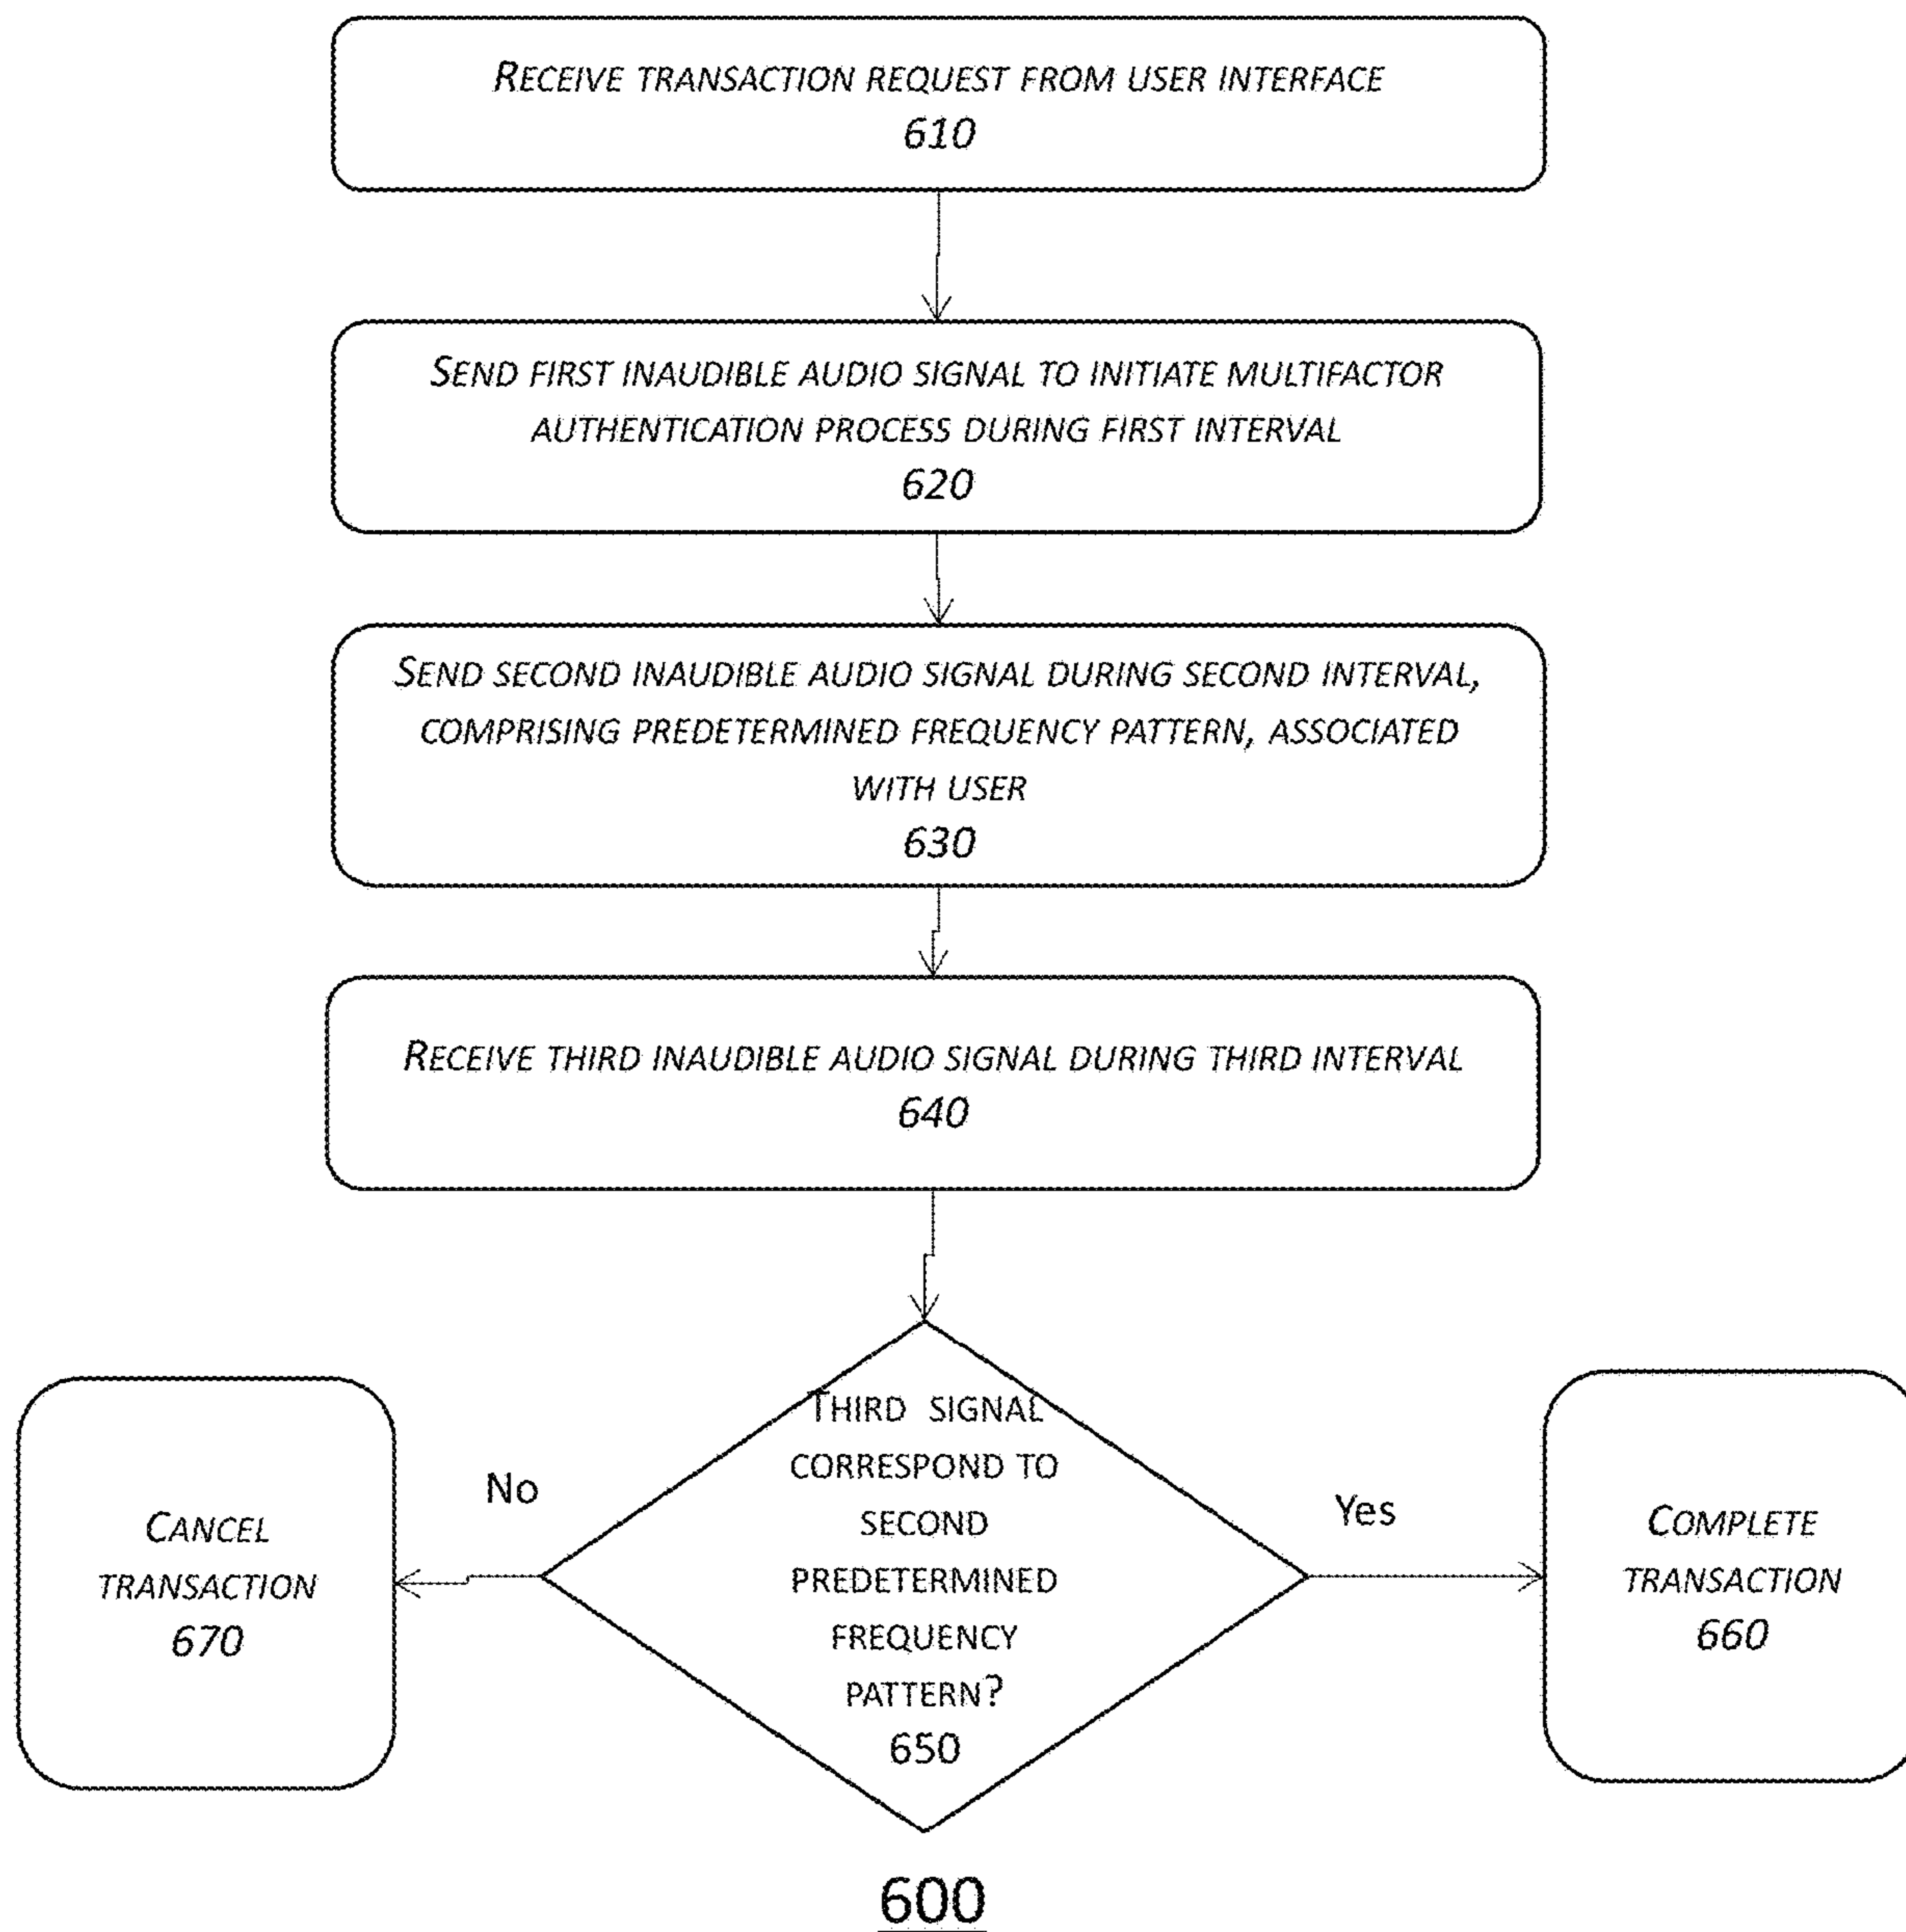 RECEIVE TRANSACTION REQUEST FROM USER INTERFACE
610
SEND FIRST INAUDIBLE AUDIO SIGNAL TO INITIATE MULTIFACTOR
AUTHENTICATION PROCESS DURING FIRST INTERVAL
620
SEND SECOND INAUDIBLE AUDIO SIGNAL DURING SECOND INTERVAL,
COMPRISING PREDETERMINED FREQUENCY PATTERN, ASSOCIATED
WITH USER
630
RECEIVE THIRD INAUDIBLE AUDIO SIGNAL DURING THIRD INTERVAL
640
THIRD SIGNAL
CORRESPOND TO
SECOND
PREDETERMINED
FREQUENCY
PATTERN?
650
No
CANCEL
TRANSACTION
670
Yes
COMPLETE
TRANSACTION
660
600